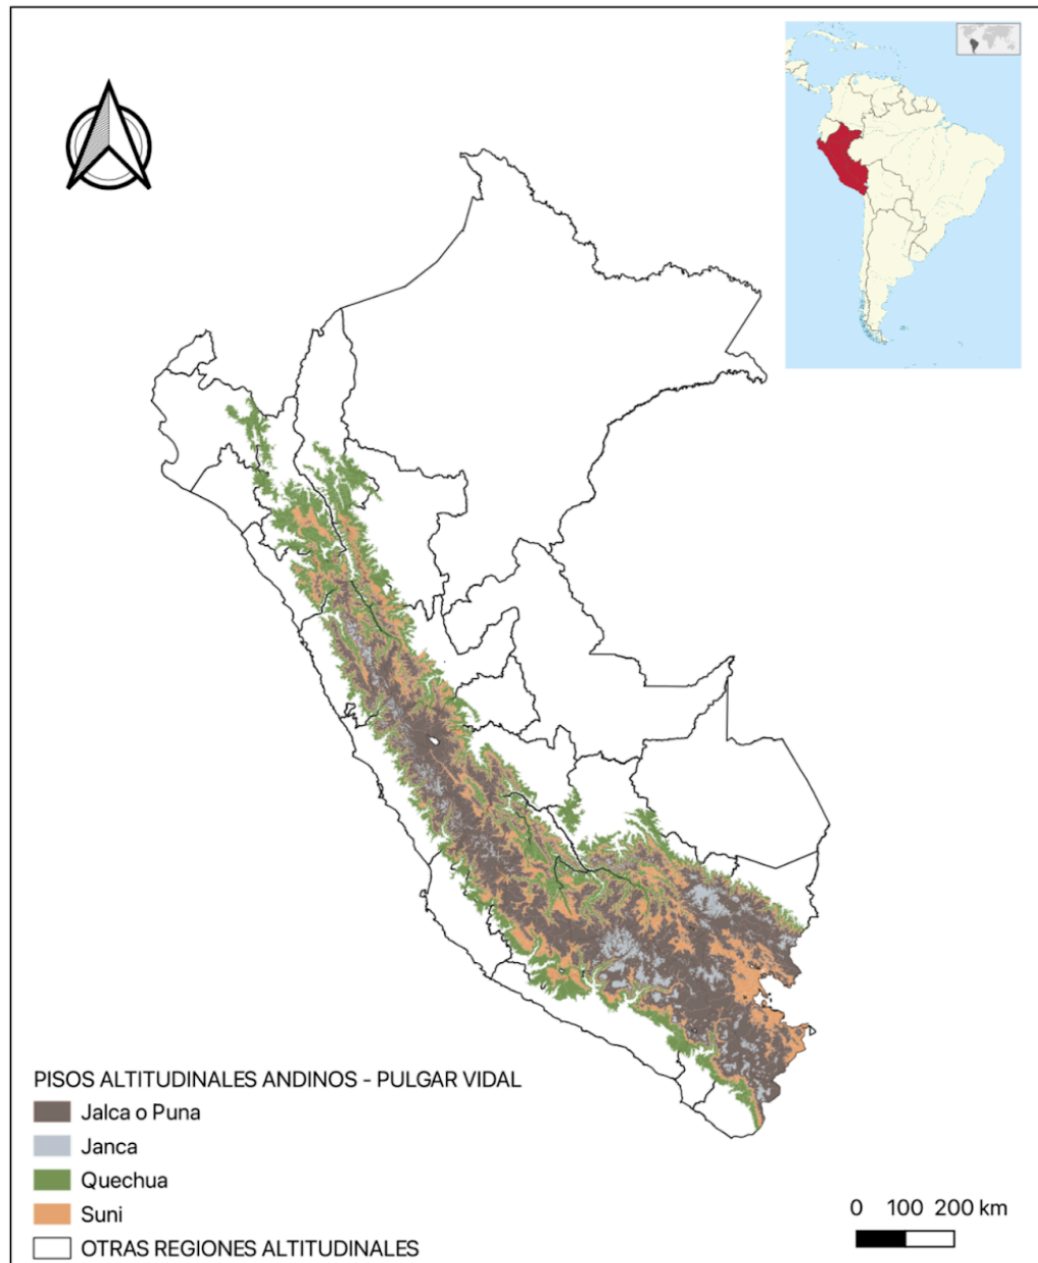 PISOS ALTITUDINALES ANDINOS - PULGAR VIDAL
Jalca o Puna
Janca
Quechua
Suni
OTRAS REGIONES ALTITUDINALES
0 100 200 km